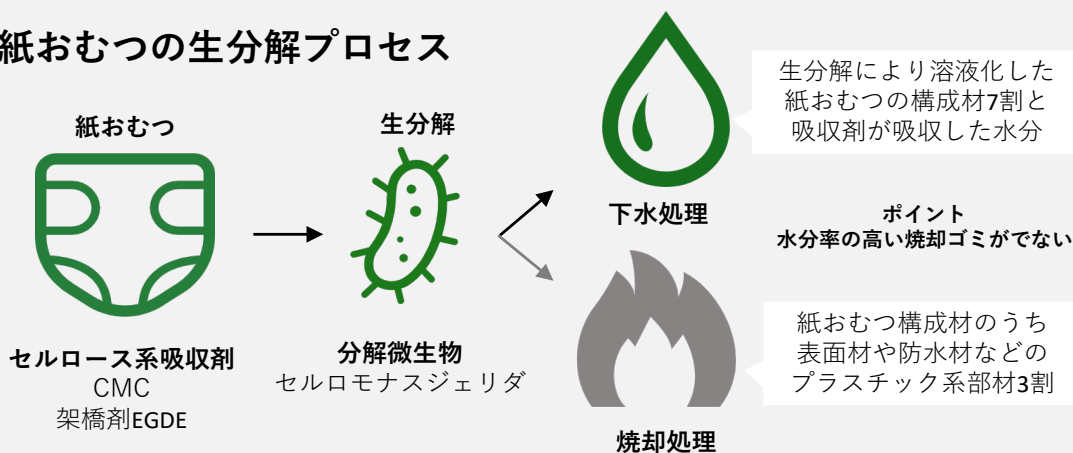 紙おむつの生分解プロセス
紙おむつ
セルロース系吸収剤
CMC
架橋剤EGDE
生分解
分解微生物
セルロモナスジェリダ
下水処理
生分解により溶液化した
紙おむつの構成材7割と
吸収剤が吸収した水分
ポイント
水分率の高い焼却ゴミがでない
焼却処理
紙おむつ構成材のうち
表面材や防水材などの
プラスチック系部材3割